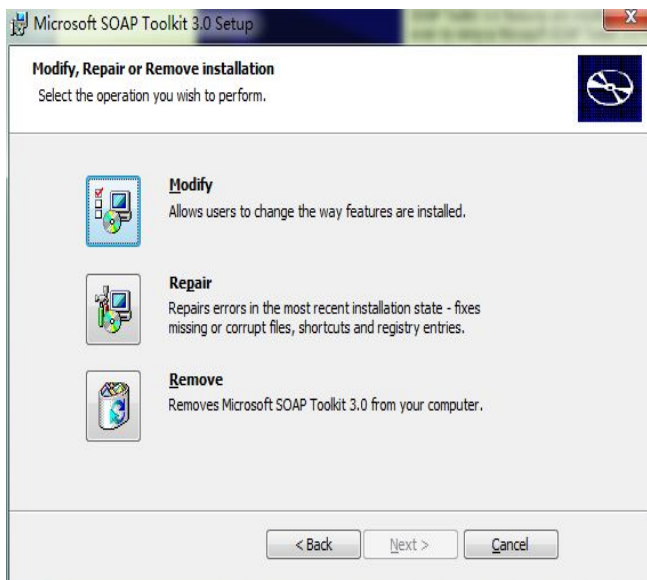 Microsoft SOAP Toolkit 3.0 Setup
X
Modify, Repair or Remove installation
Select the operation you wish to perform.
Modify
Allows users to change the way features are installed.
Repair
Repairs errors in the most recent installation state - fixes
missing or corrupt files, shortcuts and registry entries.
Remove
Removes Microsoft SOAP Toolkit 3.0 from your computer.
< Back
Next >
Cancel